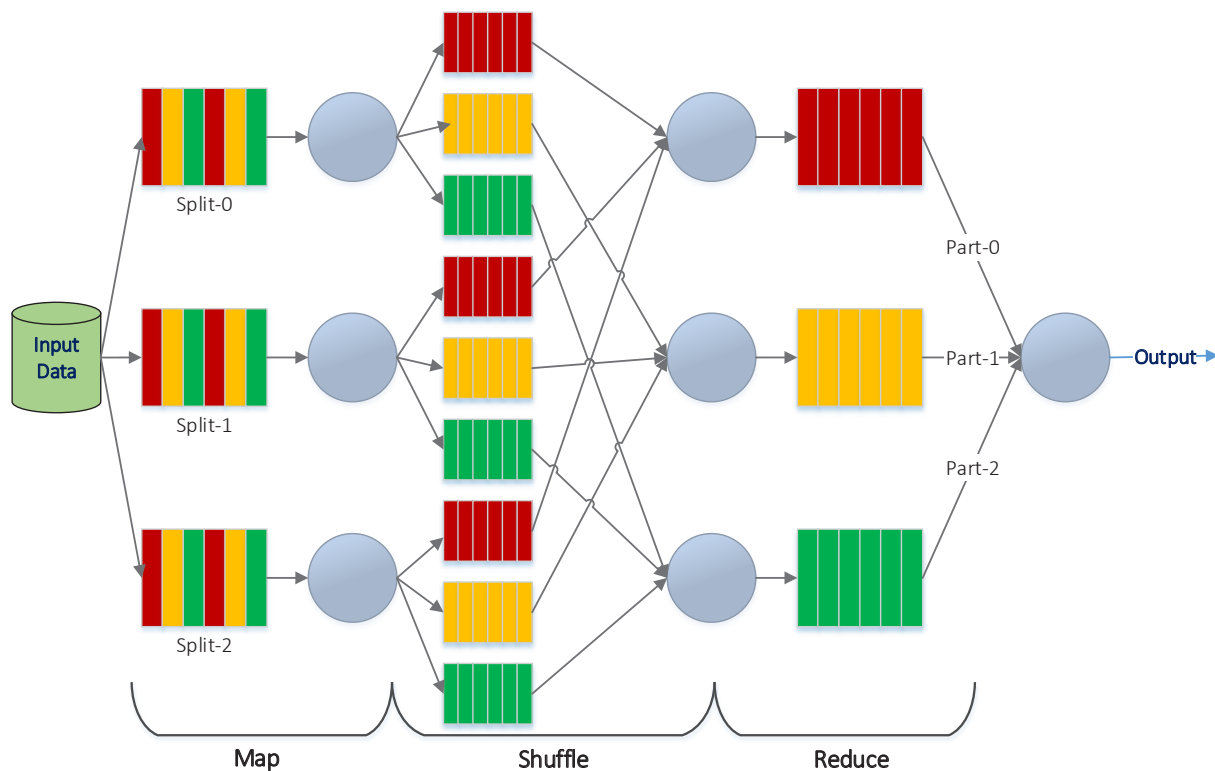 Split-0
Part-0
Input
Data
Split-1
Part-1
Output
Part-2
Split-2
Map
Shuffle
Reduce